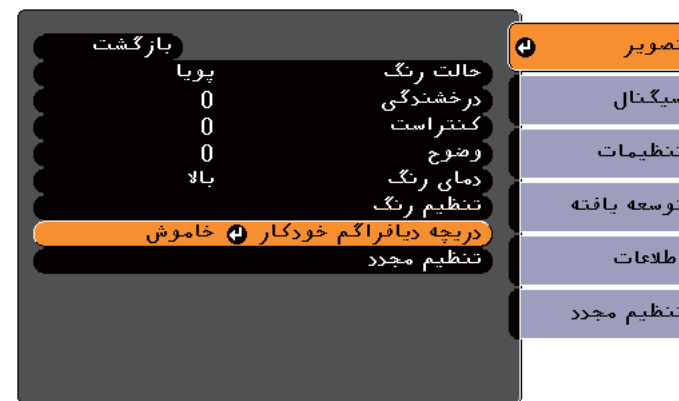 بازگشت
حالت رنگ پویا
درخشندگی 0
کنتراست 0
وضوح 0
دمای رنگ بالا
تنظیم رنگ
دریچه دیافراگم خودکار خاموش
تنظیم مجدد
تصویر
سیگنال
تنظیمات
توسعه یافته
اطلاعات
تنظیم مجدد